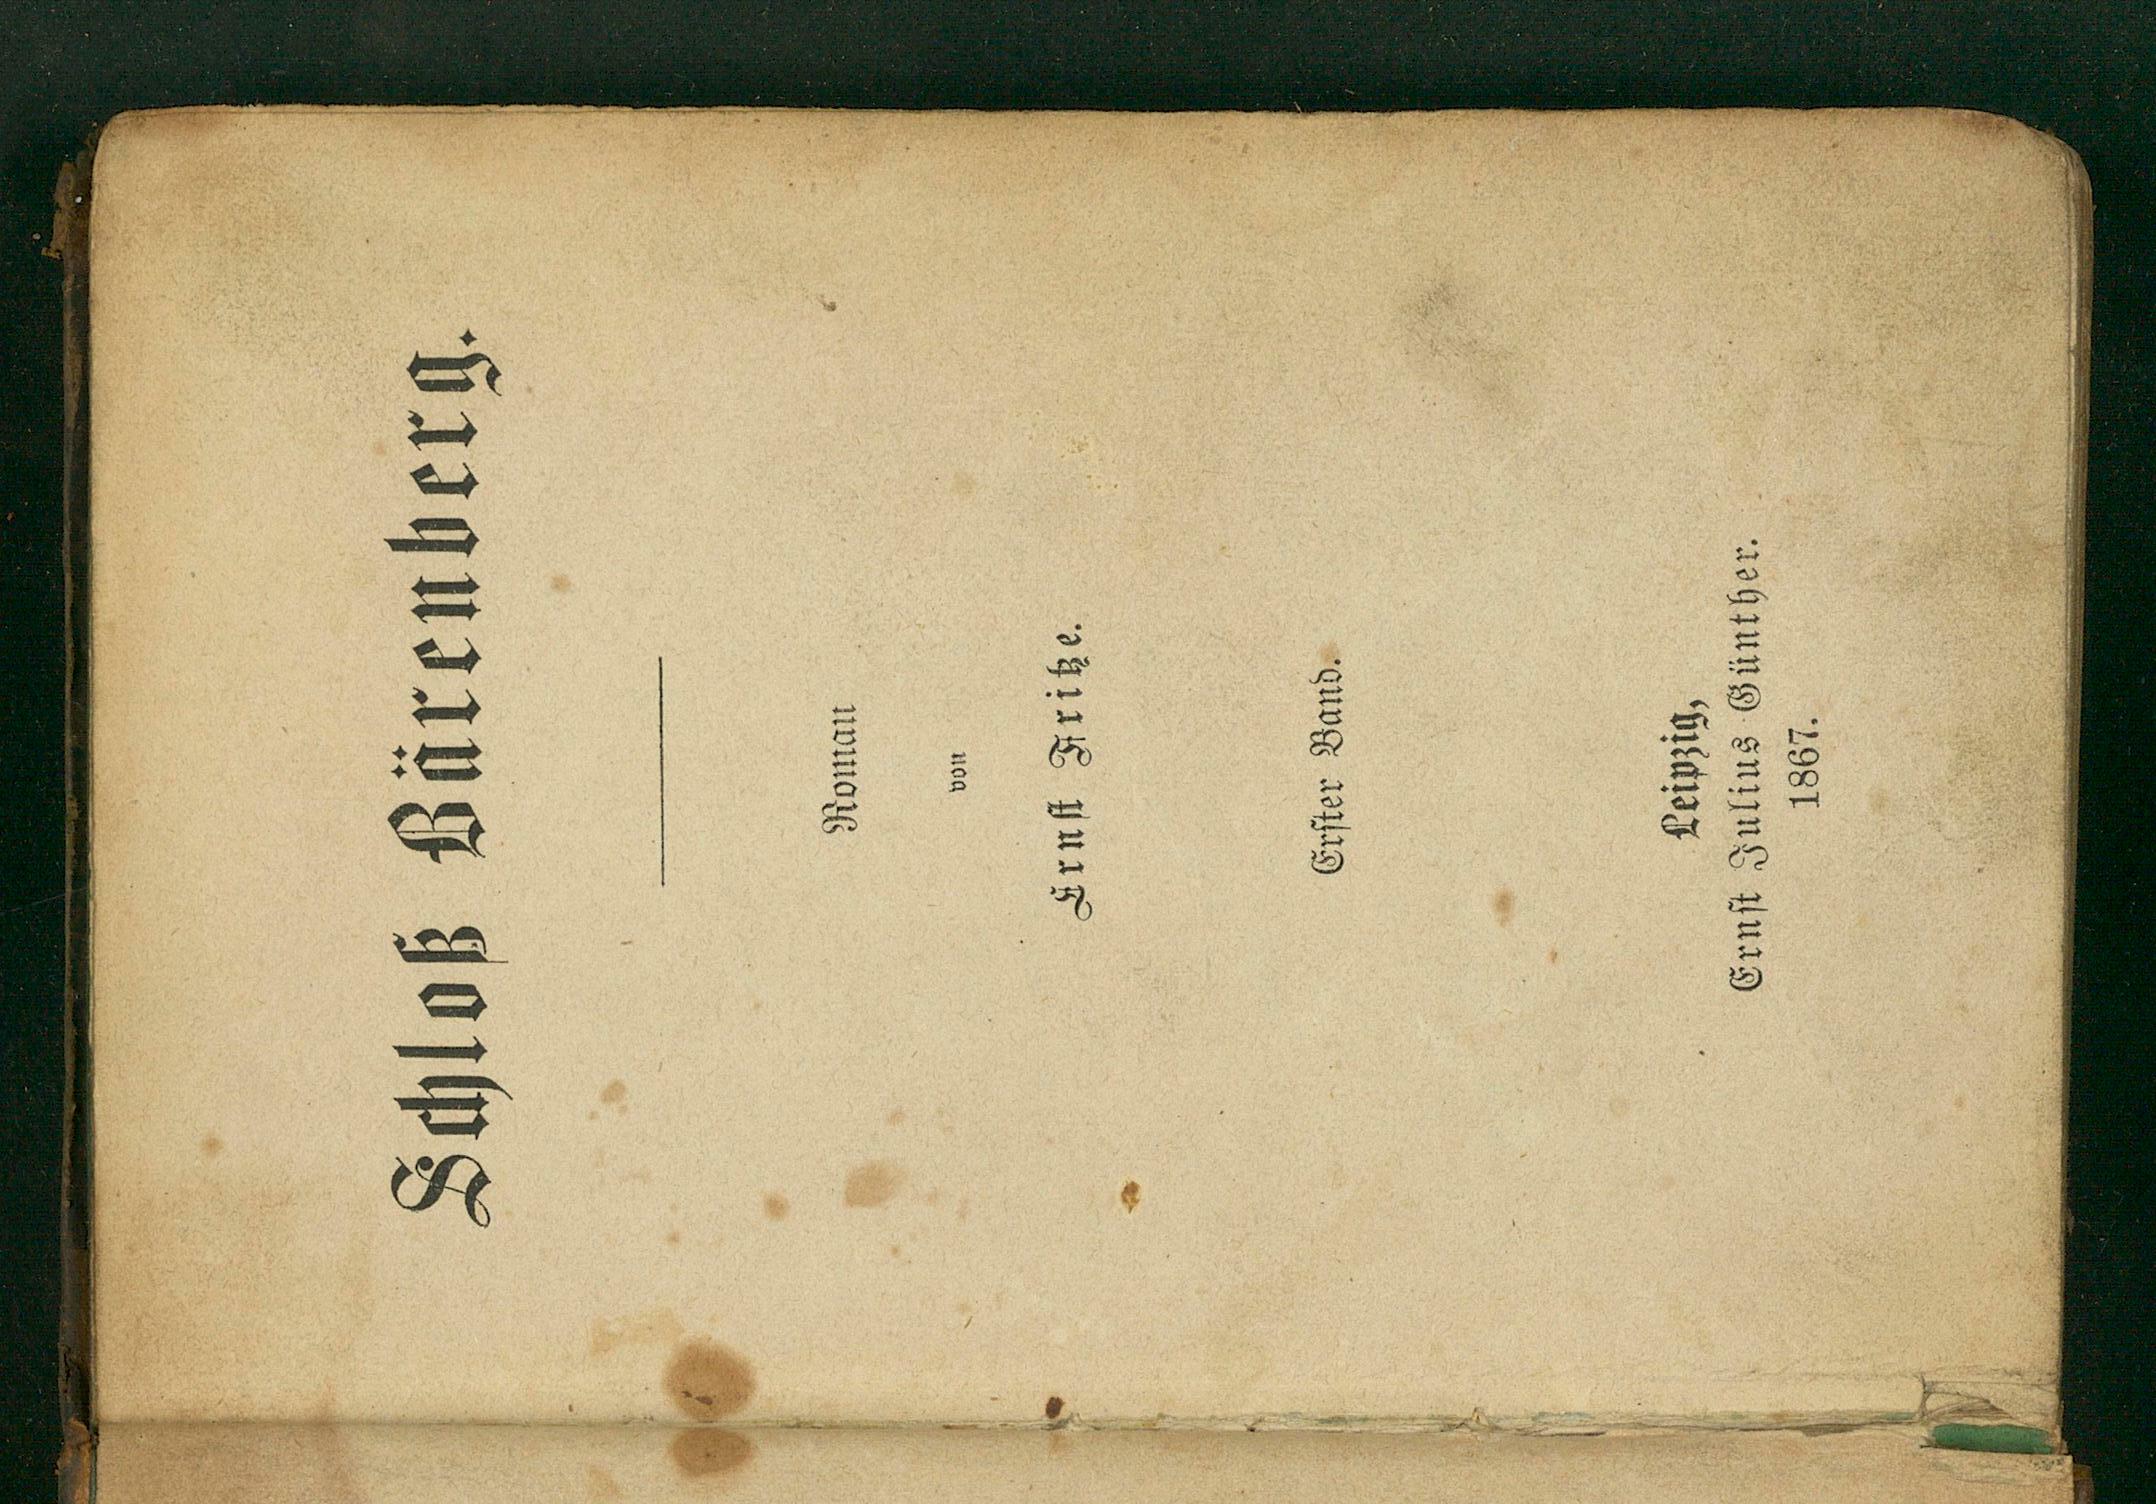 Schloß Bärenberg.
Roman
von
Ernst Fritze.
Erster Band.
Leipzig,
Ernst Julius Günther.
1867.